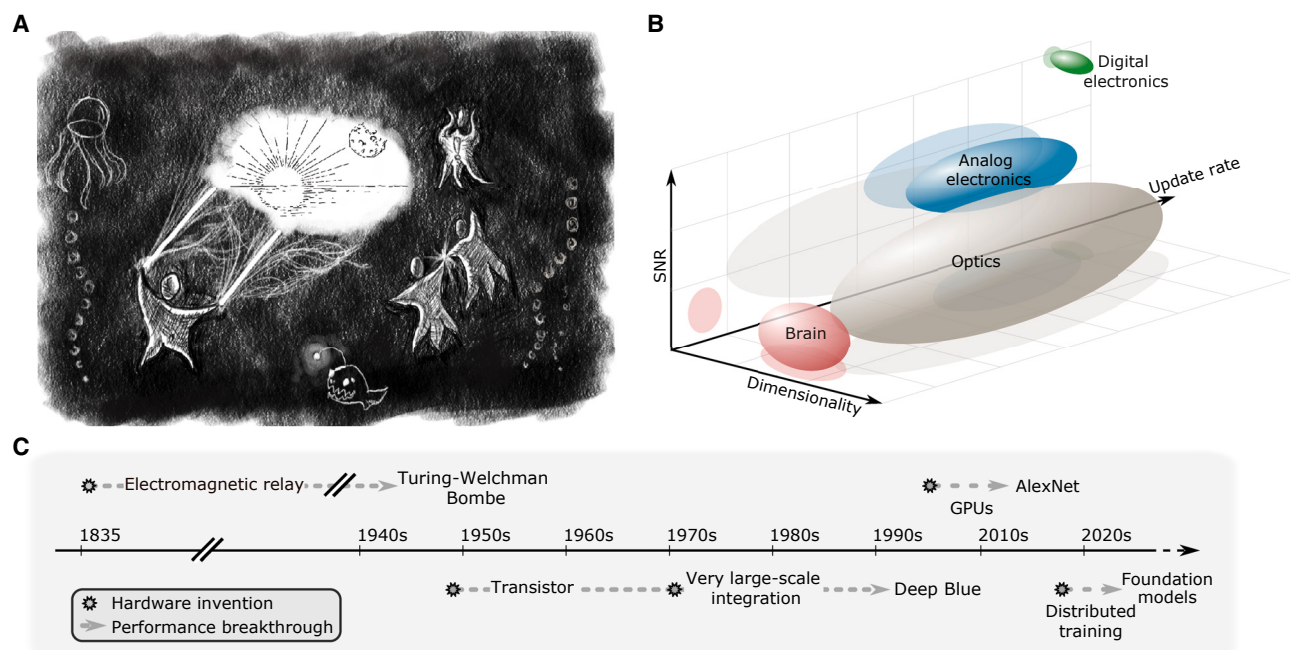 A
B
Digital
electronics
Analog
electronics
Update rate
Optics
SNR
Brain
Dimensionality
C
Electromagnetic relay
Turing-Welchman
Bombe
AlexNet
GPUs
1835
1940s
1950s
1960s
1970s
1980s
1990s
2010s
2020s
Transistor
Very large-scale
integration
Deep Blue
Foundation
models
Distributed
training
Hardware invention
Performance breakthrough